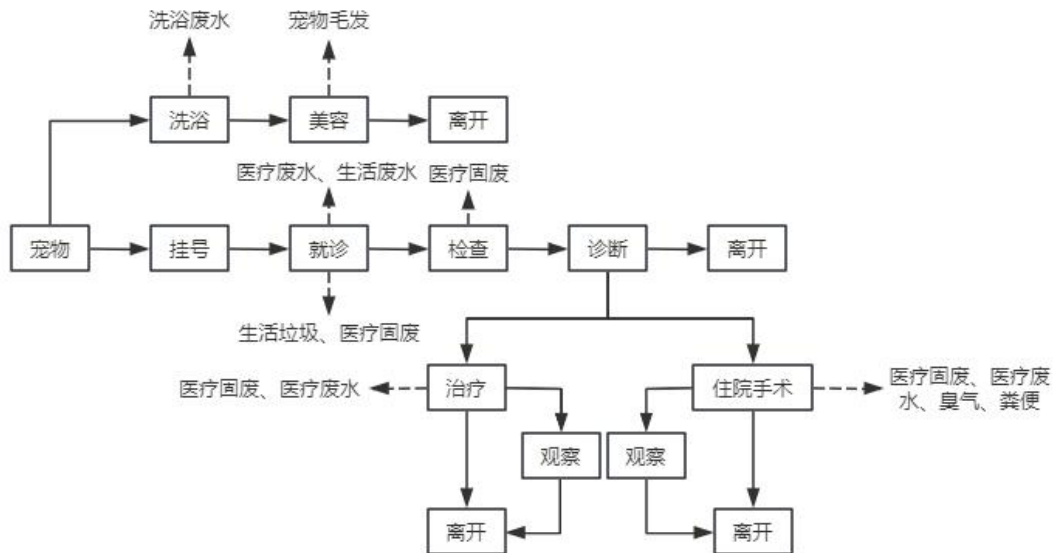 洗浴废水
宠物毛发
洗浴
美容
离开
医疗废水、生活废水
医疗固废
宠物
挂号
就诊
检查
诊断
离开
生活垃圾、医疗固废
医疗固废、医疗废水
治疗
住院手术
医疗固废、医疗废
水、臭气、粪便
观察
观察
离开
离开